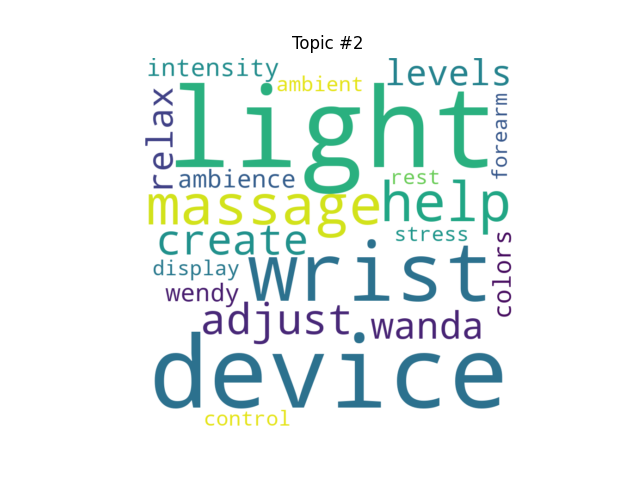 Topic #2
intensity
ambient
levels
light
relax
forearm
ambience
rest
massage
help
create
stress
display
wrist
colors
wendy
adjust
wanda
device
control